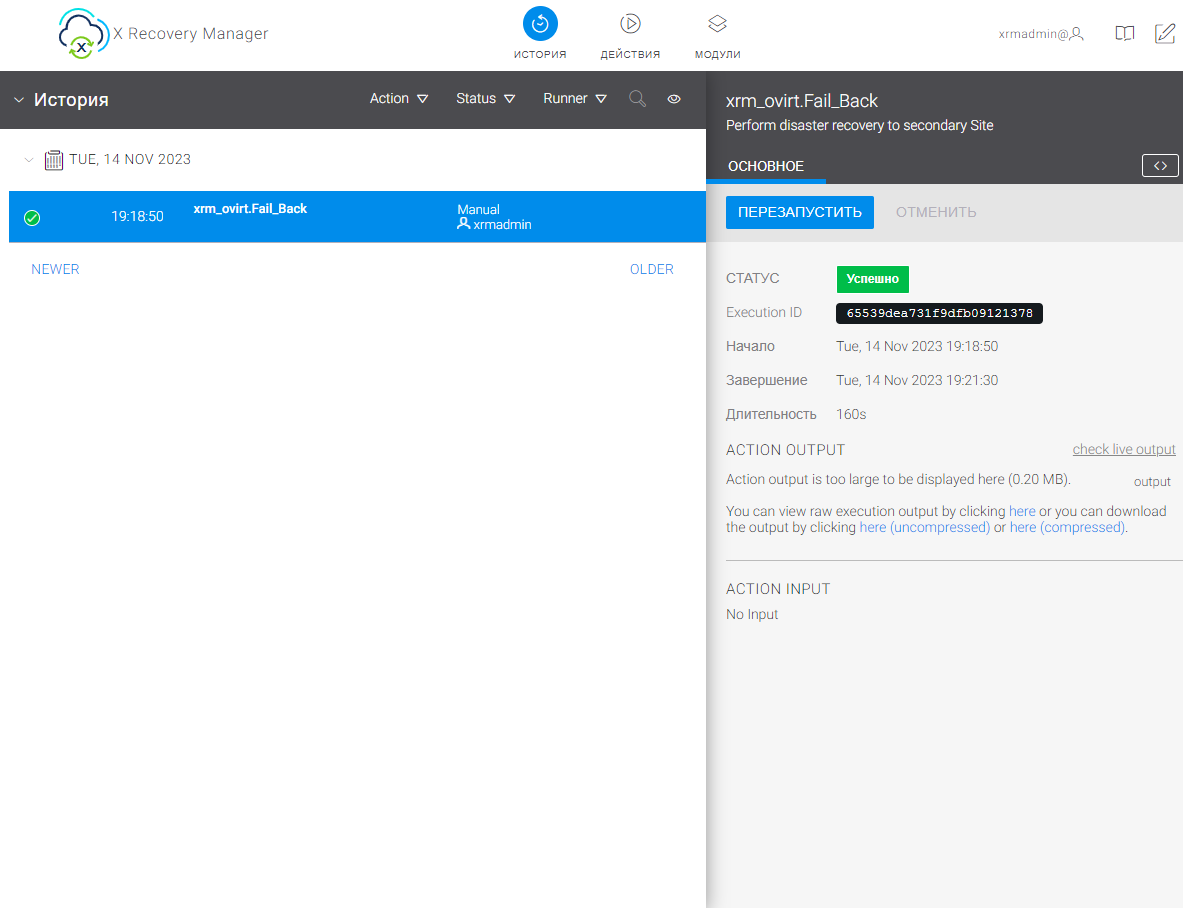 X Recovery Manager
ИСТОРИЯ
ДЕЙСТВИЯ
МОДУЛИ
xrmadmin@
История
Action
Status
Runner
TUE, 14 NOV 2023
19:18:50
xrm_ovirt.Fail_Back
Manual
xrmadmin
NEWER
OLDER
xrm_ovirt.Fail_Back
Perform disaster recovery to secondary Site
ОСНОВНОЕ
<>
ПЕРЕЗАПУСТИТЬ
ОТМЕНИТЬ
СТАТУС
Успешно
Execution ID
65539dea731f9dfb09121378
Начало
Tue, 14 Nov 2023 19:18:50
Завершение
Tue, 14 Nov 2023 19:21:30
Длительность
160s
ACTION OUTPUT
check live output
Action output is too large to be displayed here (0.20 MB).
output
You can view raw execution output by clicking here or you can download
the output by clicking here (uncompressed) or here (compressed).
ACTION INPUT
No Input